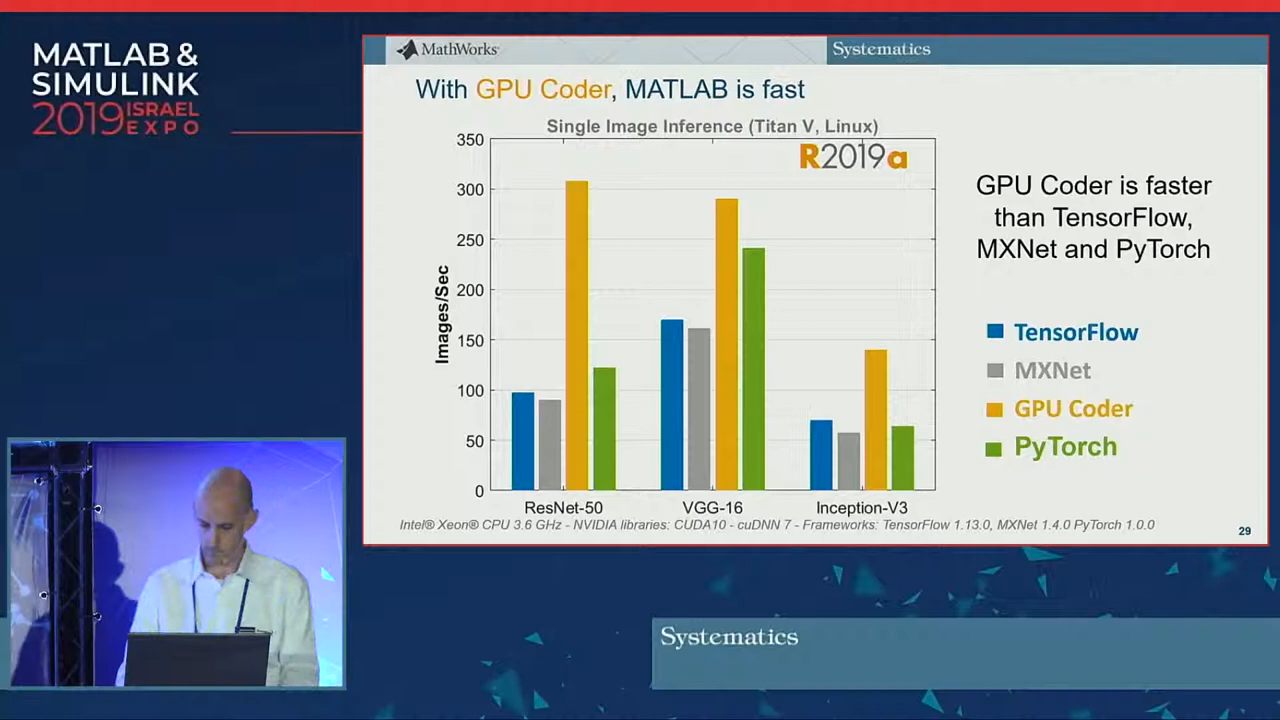 MATLAB &
SIMULINK
2019 ISRAEL EXPO
MathWorks
Systematics
With GPU Coder, MATLAB is fast
Single Image Inference (Titan V, Linux)
R2019a
350
300
250
200
150
100
50
0
Images/Sec
ResNet-50
VGG-16
Inception-V3
GPU Coder is faster
than TensorFlow,
MXNet and PyTorch
TensorFlow
MXNet
GPU Coder
PyTorch
Intel® Xeon® CPU 3.6 GHz - NVIDIA libraries: CUDA10 - cuDNN 7 - Frameworks: TensorFlow 1.13.0, MXNet 1.4.0 PyTorch 1.0.0
29
Systematics